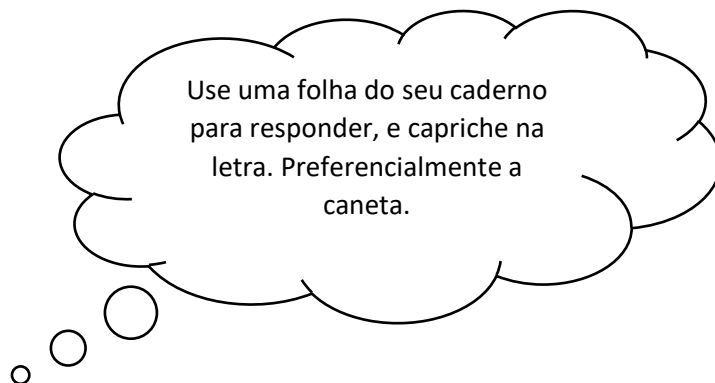 Use uma folha do seu caderno
para responder, e capriche na
letra. Preferencialmente a
caneta.